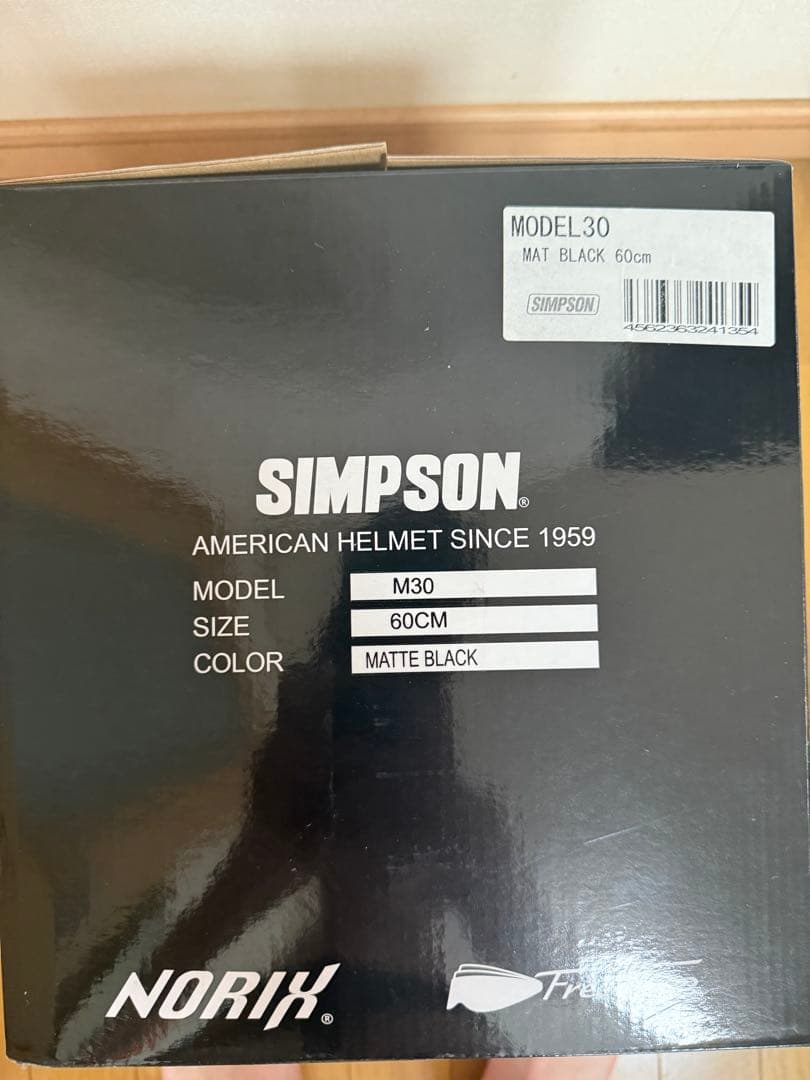 MODEL30
MAT BLACK 60cm
SIMPSON
4562363241354
SIMPSON®
AMERICAN HELMET SINCE 1959
MODEL M30
SIZE 60CM
COLOR MATTE BLACK
NORIX®